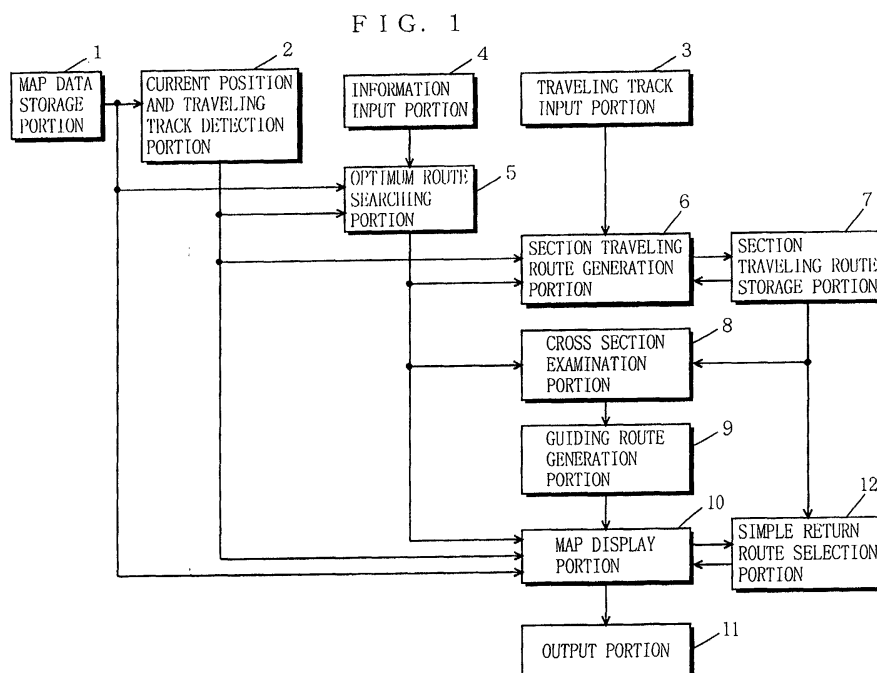 FIG. 1
1
MAP DATA
STORAGE
PORTION
2
CURRENT POSITION
AND TRAVELING
TRACK DETECTION
PORTION
4
INFORMATION
INPUT PORTION
3
TRAVELING TRACK
INPUT PORTION
5
OPTIMUM ROUTE
SEARCHING
PORTION
6
SECTION TRAVELING
ROUTE GENERATION
PORTION
7
SECTION
TRAVELING ROUTE
STORAGE PORTION
8
CROSS SECTION
EXAMINATION
PORTION
9
GUIDING ROUTE
GENERATION
PORTION
10
MAP DISPLAY
PORTION
12
SIMPLE RETURN
ROUTE SELECTION
PORTION
11
OUTPUT PORTION